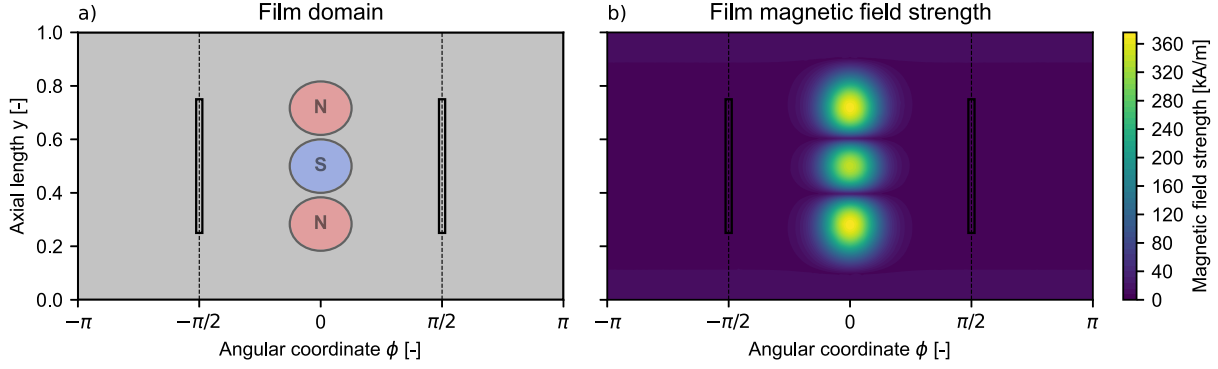 a) Film domain
1.0
0.8
0.6
0.4
0.2
0.0
Axial length y [-]
N
S
N
−π −π/2 0 π/2 π
Angular coordinate ϕ [-]
b) Film magnetic field strength
−π −π/2 0 π/2 π
Angular coordinate ϕ [-]
360
320
280
240
200
160
120
80
40
0
Magnetic field strength [kA/m]